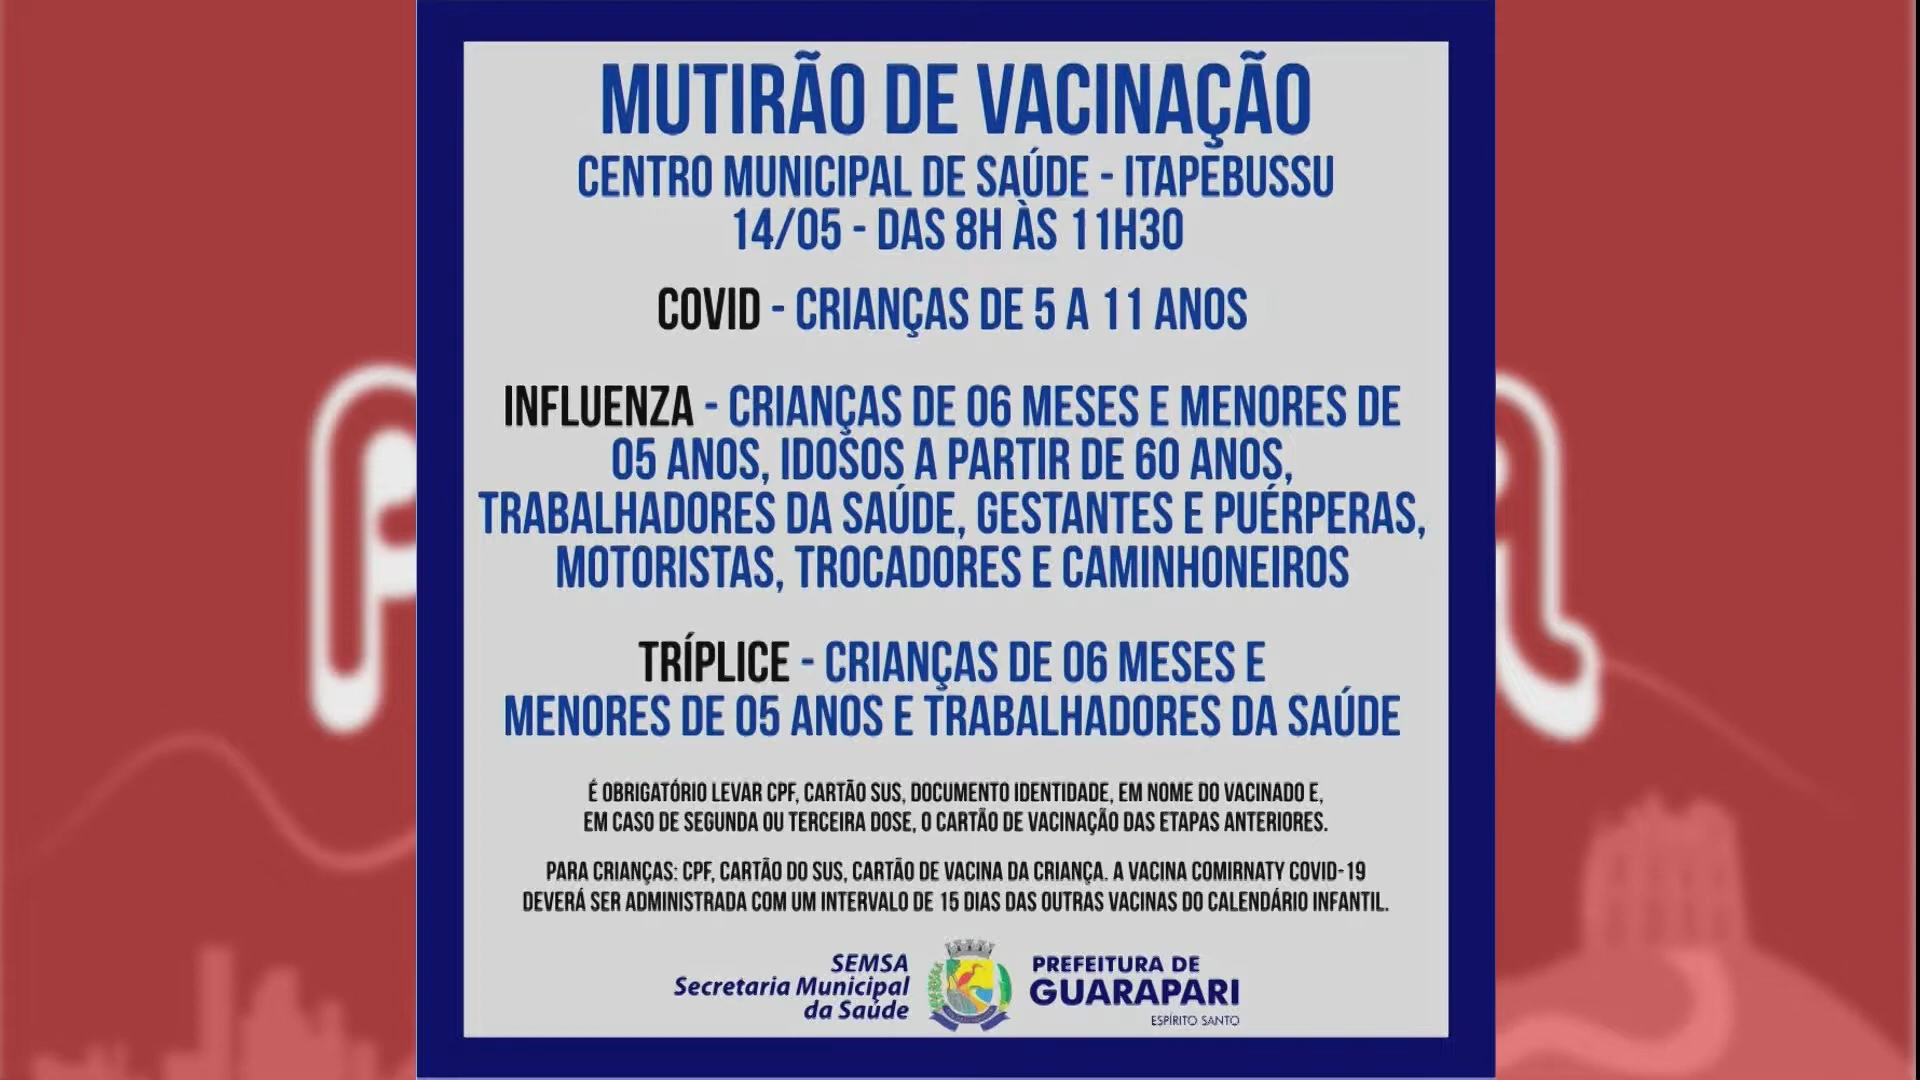 MUTIRÃO DE VACINAÇÃO
CENTRO MUNICIPAL DE SAÚDE - ITAPEBUSSU
14/05 - DAS 8H ÀS 11H30
COVID - CRIANÇAS DE 5 A 11 ANOS
INFLUENZA - CRIANÇAS DE 06 MESES E MENORES DE
05 ANOS, IDOSOS A PARTIR DE 60 ANOS,
TRABALHADORES DA SAÚDE, GESTANTES E PUÉRPERAS,
MOTORISTAS, TROCADORES E CAMINHONEIROS
TRÍPLICE - CRIANÇAS DE 06 MESES E
MENORES DE 05 ANOS E TRABALHADORES DA SAÚDE
É OBRIGATÓRIO LEVAR CPF, CARTÃO SUS, DOCUMENTO IDENTIDADE, EM NOME DO VACINADO E,
EM CASO DE SEGUNDA OU TERCEIRA DOSE, O CARTÃO DE VACINAÇÃO DAS ETAPAS ANTERIORES.
PARA CRIANÇAS: CPF, CARTÃO DO SUS, CARTÃO DE VACINA DA CRIANÇA. A VACINA COMIRNATY COVID-19
DEVERÁ SER ADMINISTRADA COM UM INTERVALO DE 15 DIAS DAS OUTRAS VACINAS DO CALENDÁRIO INFANTIL.
SEMSA
Secretaria Municipal
da Saúde
PREFEITURA DE
GUARAPARI
ESPÍRITO SANTO